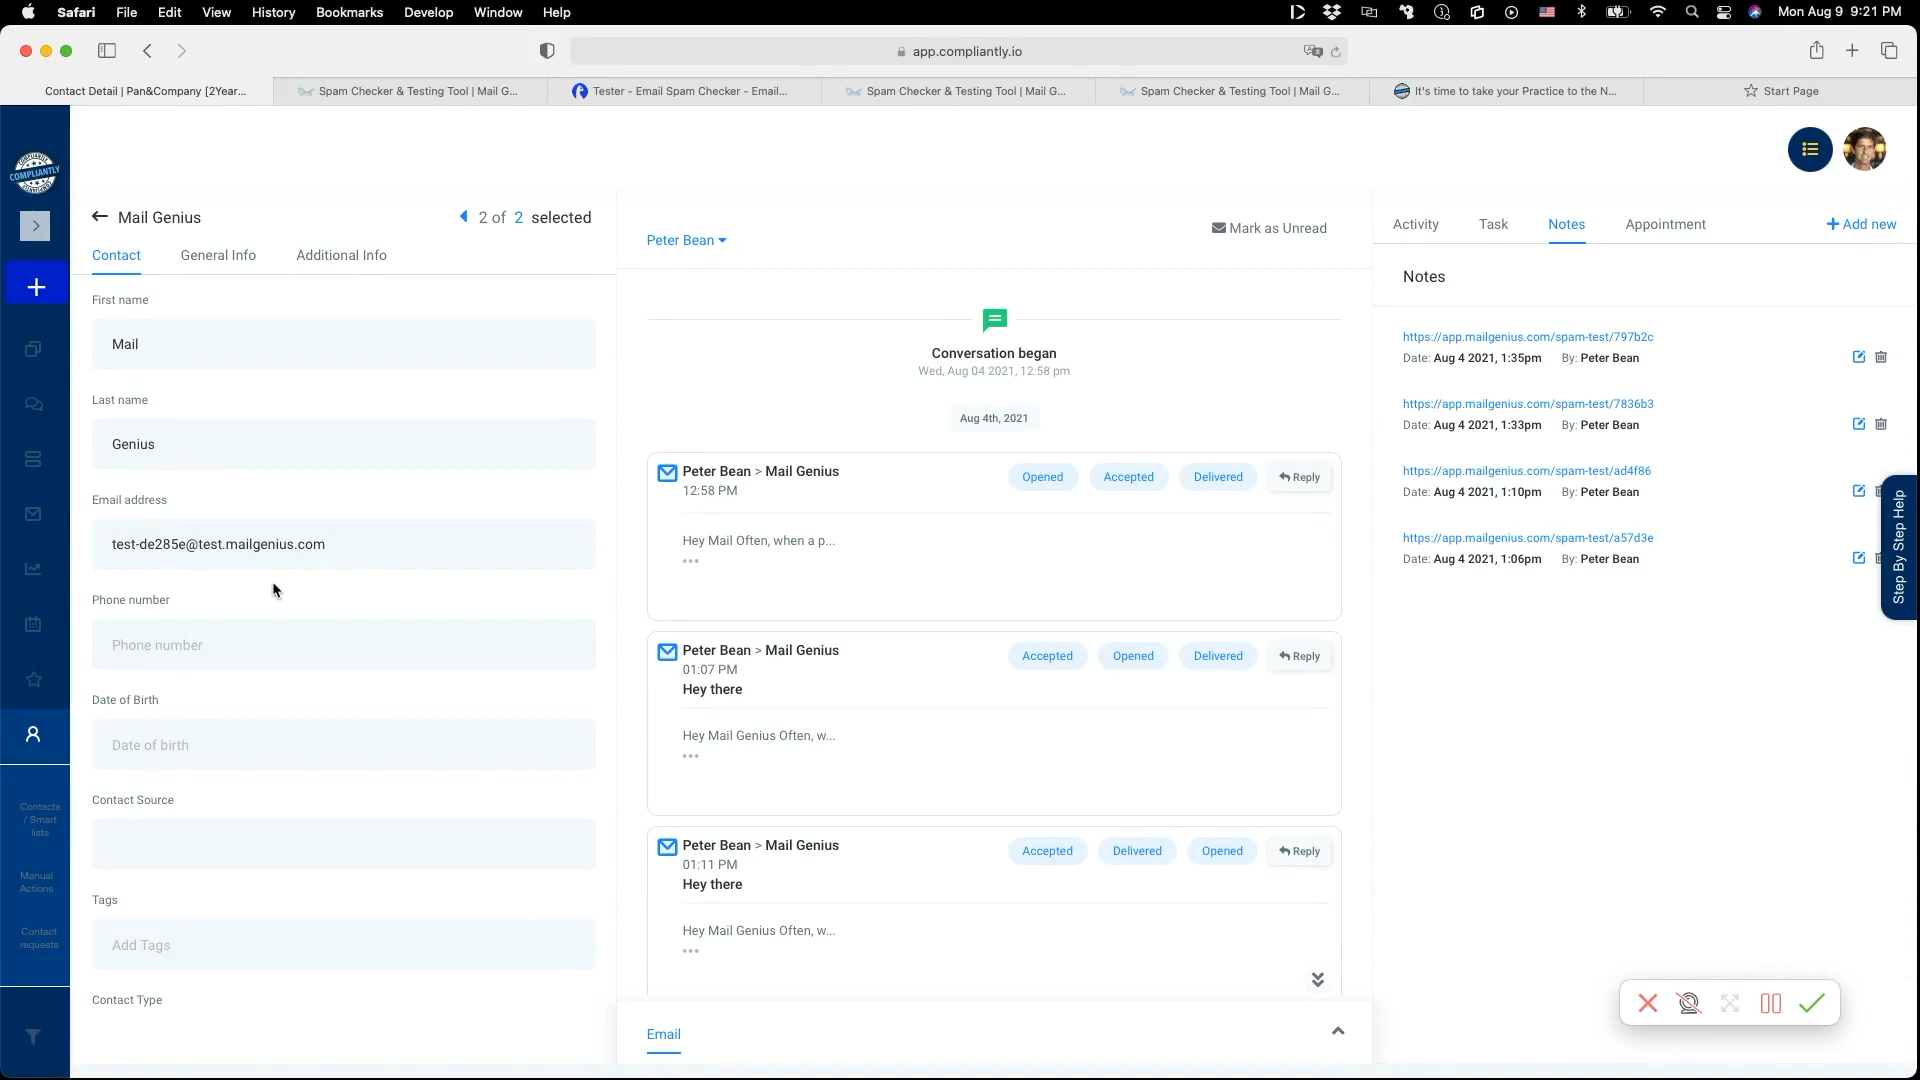 Safari File Edit View History Bookmarks Develop Window Help Mon Aug 9 9:21 PM
app.compliantly.io
Contact Detail | Pan&Company [2Year... Spam Checker & Testing Tool | Mail G... Tester - Email Spam Checker - Email... Spam Checker & Testing Tool | Mail G... Spam Checker & Testing Tool | Mail G... It's time to take your Practice to the N... Start Page
COMPLIANTLY
Mail Genius 2 of 2 selected
Contact General Info Additional Info
First name
Mail
Last name
Genius
Email address
test-de285e@test.mailgenius.com
Phone number
Phone number
Date of Birth
Date of birth
Contact Source
Tags
Add Tags
Contact Type
Contacts
/ Smart
lists
Manual
Actions
Contact
requests
Peter Bean Mark as Unread
Conversation began
Wed, Aug 04 2021, 12:58 pm
Aug 4th, 2021
Peter Bean > Mail Genius Opened Accepted Delivered Reply
12:58 PM
Hey Mail Often, when a p...
Peter Bean > Mail Genius Accepted Opened Delivered Reply
01:07 PM
Hey there
Hey Mail Genius Often, w...
Peter Bean > Mail Genius Accepted Delivered Opened Reply
01:11 PM
Hey there
Hey Mail Genius Often, w...
Email
Activity Task Notes Appointment + Add new
Notes
https://app.mailgenius.com/spam-test/797b2c
Date: Aug 4 2021, 1:35pm By: Peter Bean
https://app.mailgenius.com/spam-test/7836b3
Date: Aug 4 2021, 1:33pm By: Peter Bean
https://app.mailgenius.com/spam-test/ad4f86
Date: Aug 4 2021, 1:10pm By: Peter Bean
https://app.mailgenius.com/spam-test/a57d3e
Date: Aug 4 2021, 1:06pm By: Peter Bean
Step By Step Help